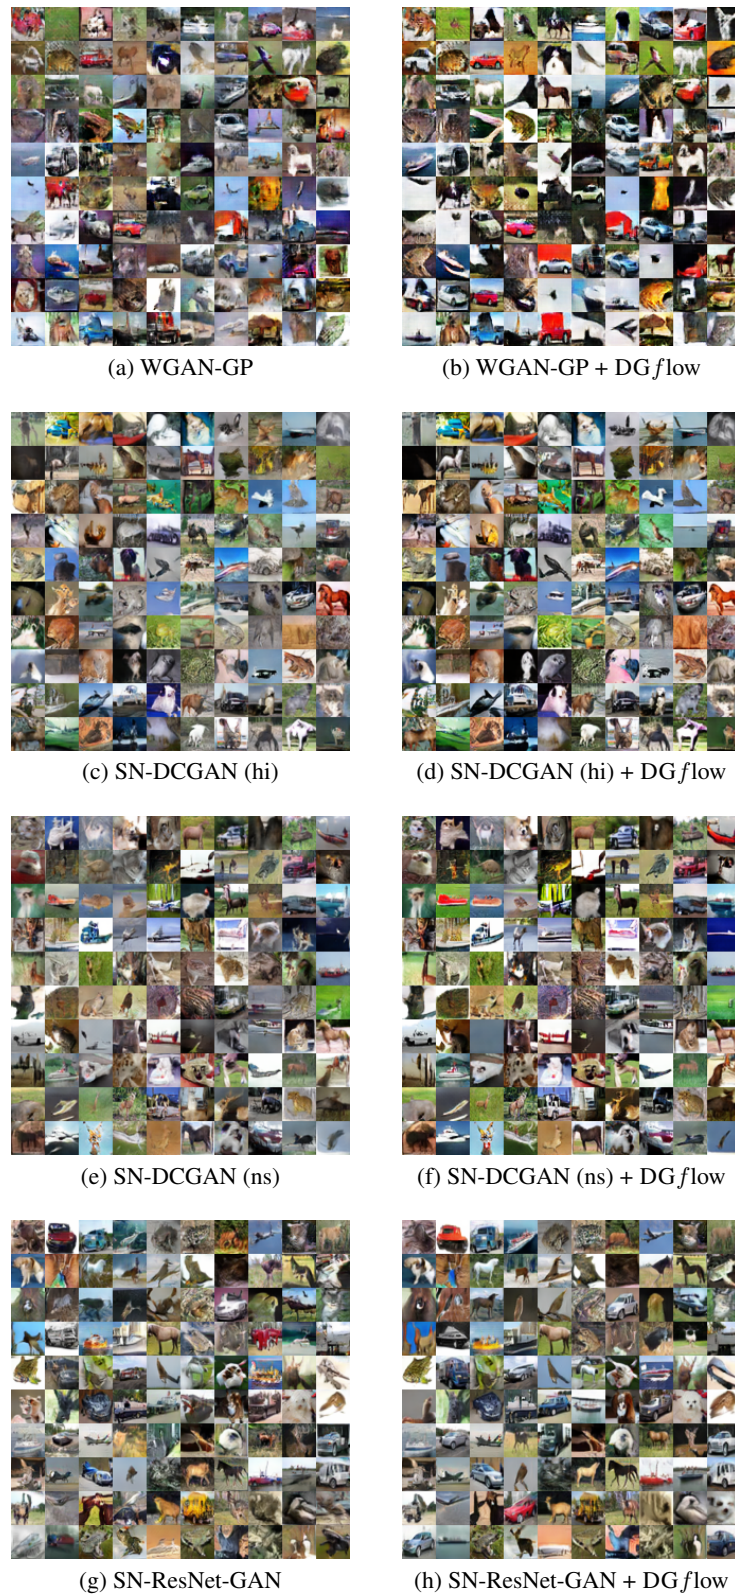 (a) WGAN-GP
(b) WGAN-GP + DGflow
(c) SN-DCGAN (hi)
(d) SN-DCGAN (hi) + DGflow
(e) SN-DCGAN (ns)
(f) SN-DCGAN (ns) + DGflow
(g) SN-ResNet-GAN
(h) SN-ResNet-GAN + DGflow